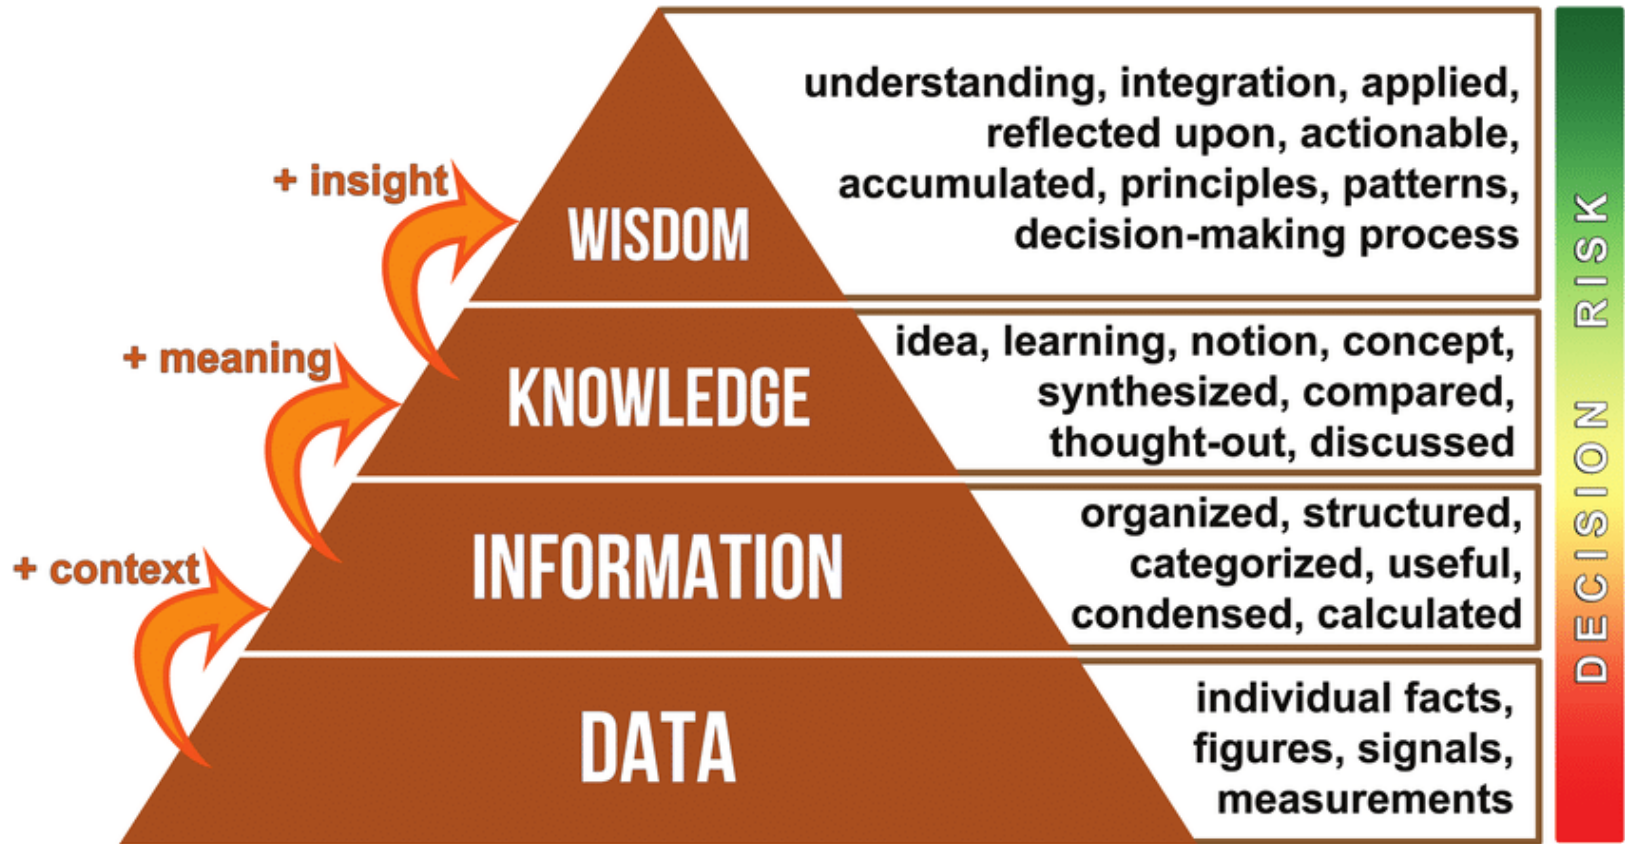 understanding, integration, applied,
reflected upon, actionable,
accumulated, principles, patterns,
decision-making process
+ insight
WISDOM
idea, learning, notion, concept,
synthesized, compared,
thought-out, discussed
+ meaning
KNOWLEDGE
organized, structured,
categorized, useful,
condensed, calculated
+ context
INFORMATION
individual facts,
figures, signals,
measurements
DATA
DECISION RISK